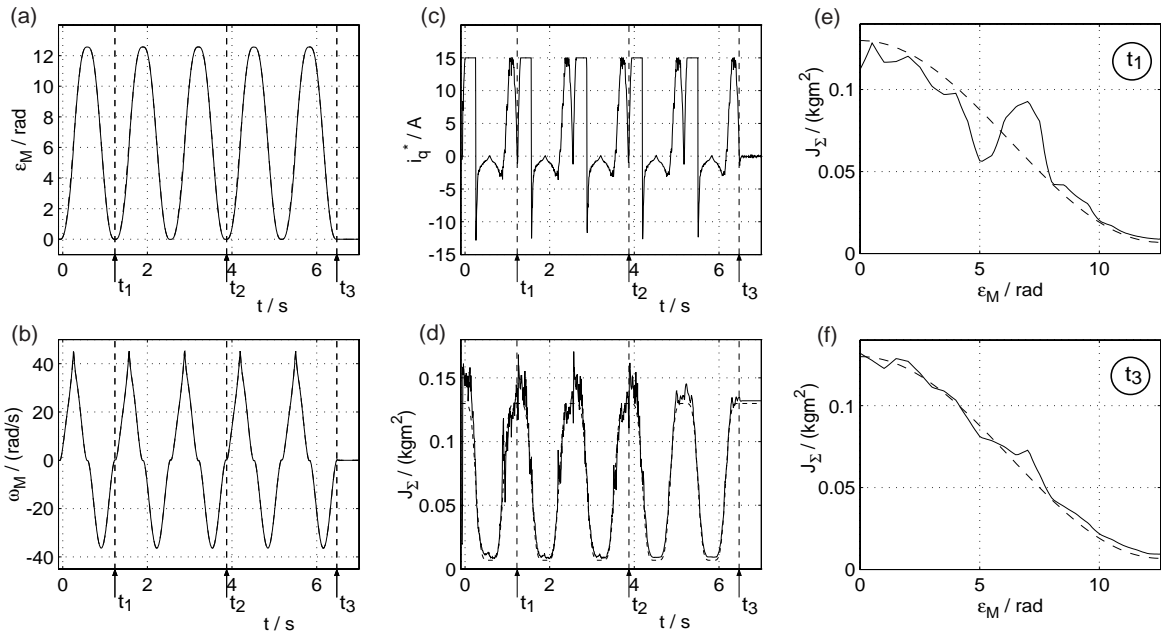 (a)
ε_M / rad
12
10
8
6
4
2
0
0
2
4
6
t₁
t₂
t₃
t / s
(c)
i_q* / A
15
10
5
0
-5
-10
-15
0
2
4
6
t₁
t₂
t₃
t / s
(e)
t₁
J_Σ / (kgm²)
0.1
0.05
0
0
5
10
ε_M / rad
(b)
ω_M / (rad/s)
40
20
0
-20
-40
0
2
4
6
t₁
t₂
t₃
t / s
(d)
J_Σ / (kgm²)
0.15
0.1
0.05
0
0
2
4
6
t₁
t₂
t₃
t / s
(f)
t₃
J_Σ / (kgm²)
0.1
0.05
0
0
5
10
ε_M / rad